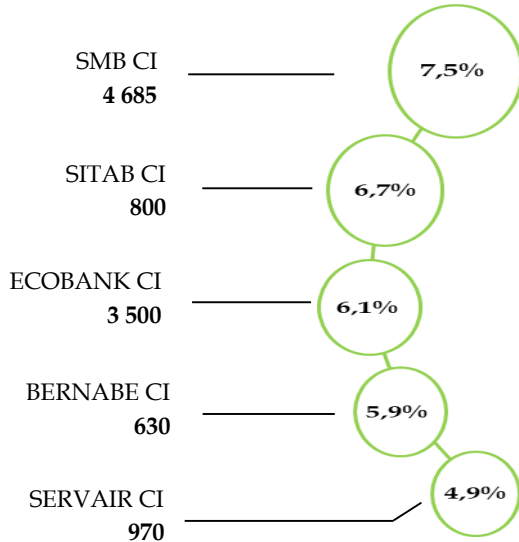 SMB CI
4 685
7,5%
SITAB CI
800
6,7%
ECOBANK CI
3 500
6,1%
BERNABE CI
630
5,9%
SERVAIR CI
970
4,9%